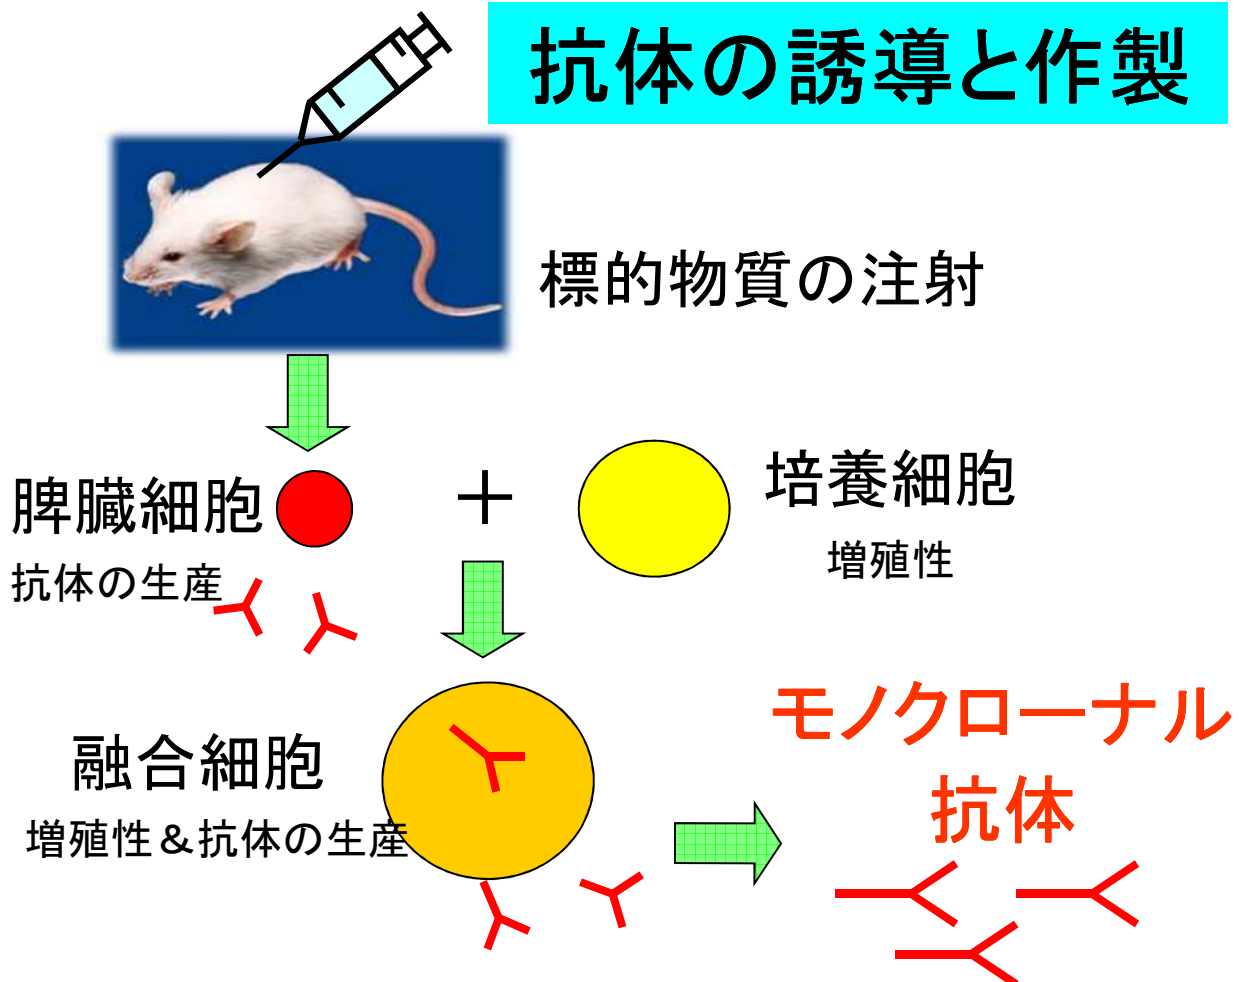 抗体の誘導と作製
標的物質の注射
脾臓細胞
＋
培養細胞
抗体の生産
増殖性
融合細胞
増殖性＆抗体の生産
モノクローナル
抗体